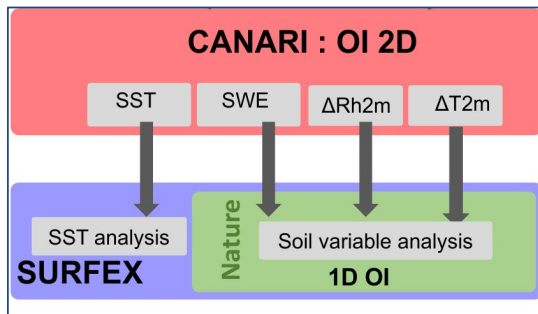 CANARI : OI 2D
SST
SWE
ΔRh2m
ΔT2m
SST analysis
Nature
Soil variable analysis
SURFEX
1D OI